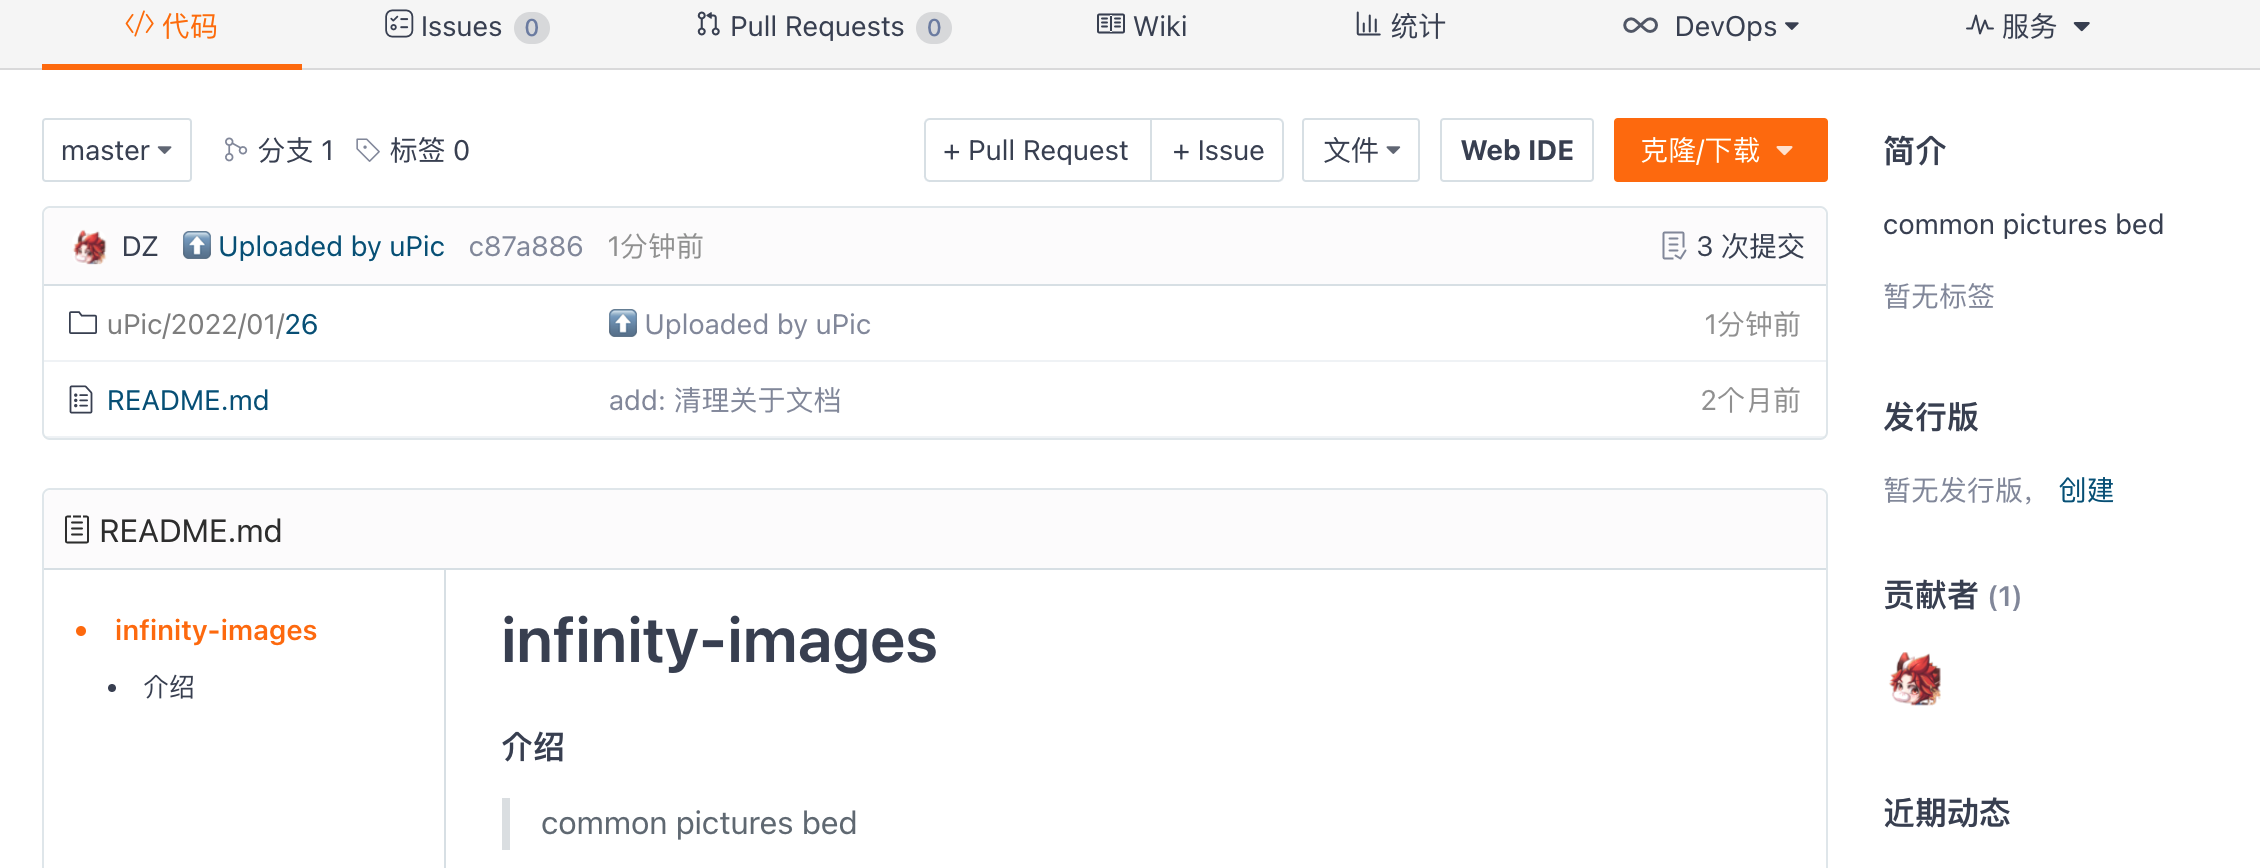 代码
Issues 0
Pull Requests 0
Wiki
统计
DevOps
服务
master
分支 1
标签 0
+ Pull Request
+ Issue
文件
Web IDE
克隆/下载
DZ Uploaded by uPic c87a886 1分钟前
3 次提交
uPic/2022/01/26 Uploaded by uPic 1分钟前
README.md add: 清理关于文档 2个月前
README.md
infinity-images
介绍
infinity-images
介绍
common pictures bed
简介
common pictures bed
暂无标签
发行版
暂无发行版， 创建
贡献者 (1)
近期动态